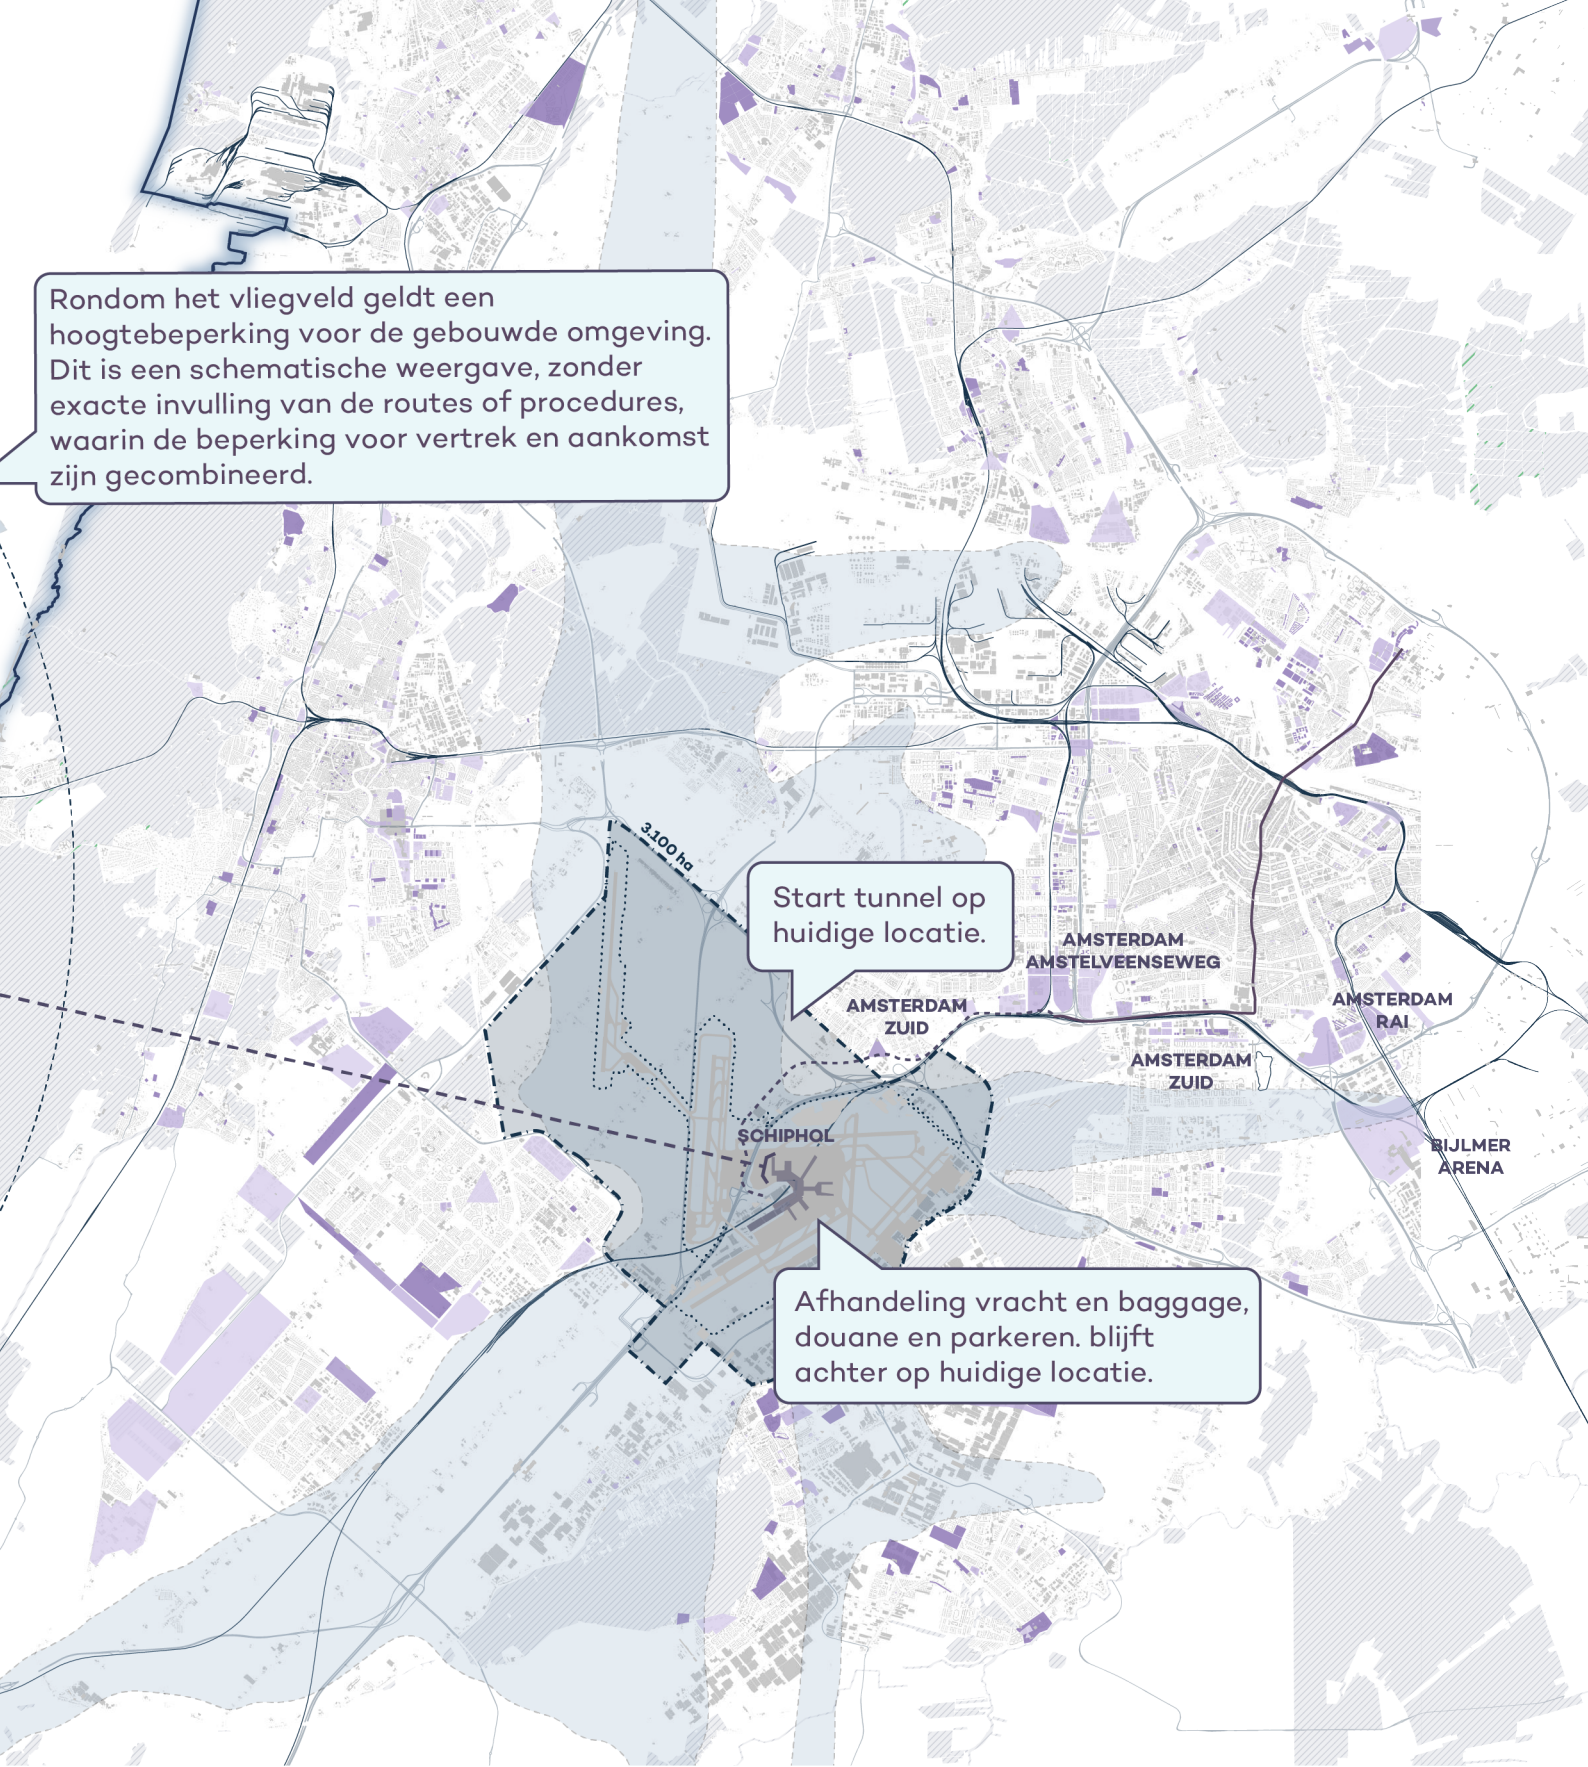 Rondom het vliegveld geldt een
hoogtebeperking voor de gebouwde omgeving.
Dit is een schematische weergave, zonder
exacte invulling van de routes of procedures,
waarin de beperking voor vertrek en aankomst
zijn gecombineerd.
3.100 ha
Start tunnel op
huidige locatie.
AMSTERDAM
AMSTELVEENSEWEG
AMSTERDAM
ZUID
AMSTERDAM
RAI
AMSTERDAM
ZUID
SCHIPHOL
BIJLMER
ARENA
Afhandeling vracht en baggage,
douane en parkeren. blijft
achter op huidige locatie.